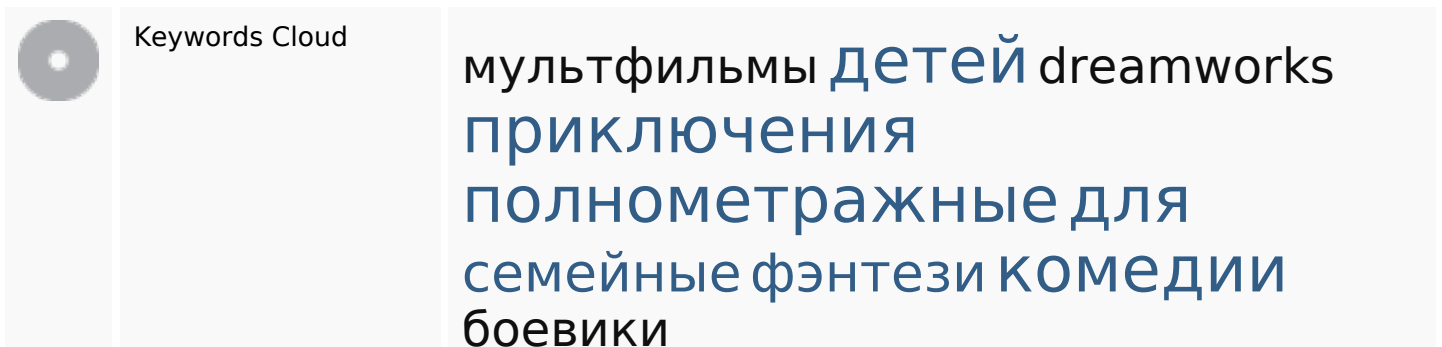 Keywords Cloud
мультфильмы детей dreamworks
приключения
полнометражные для
семейные фэнтези комедии
боевики